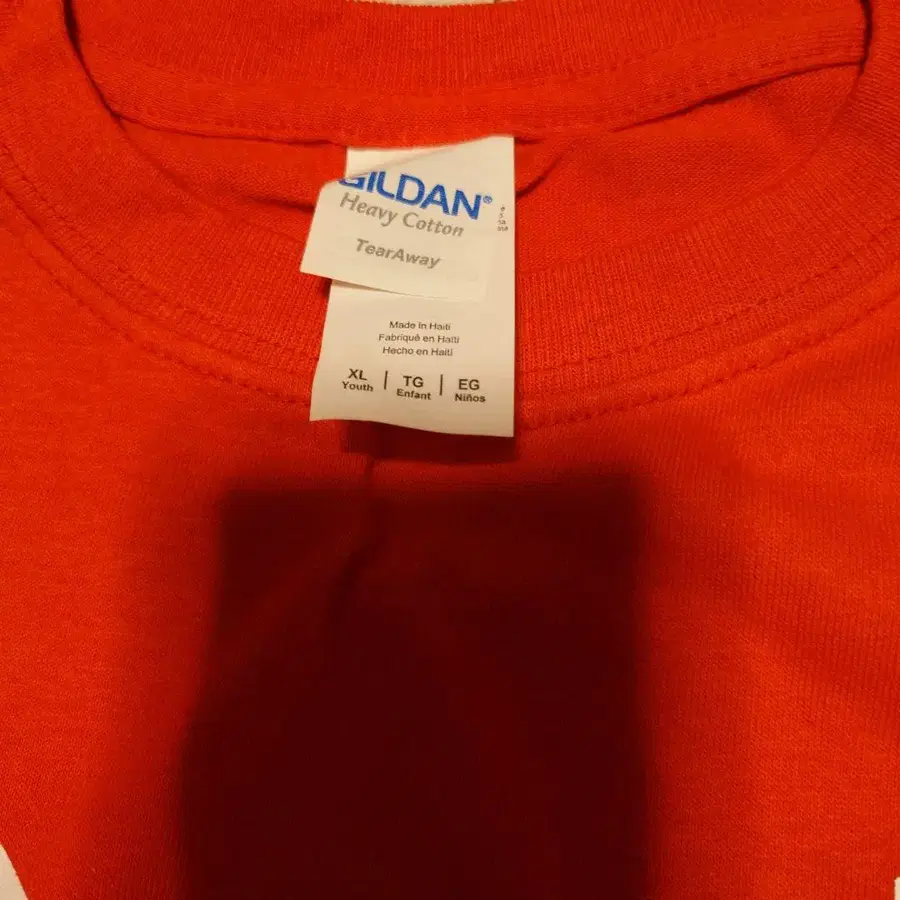 GILDAN®
Heavy Cotton
TearAway
Made in Haiti
Fabriqué en Haïti
Hecho en Haití
XL | TG | EG
Youth Enfant Niños